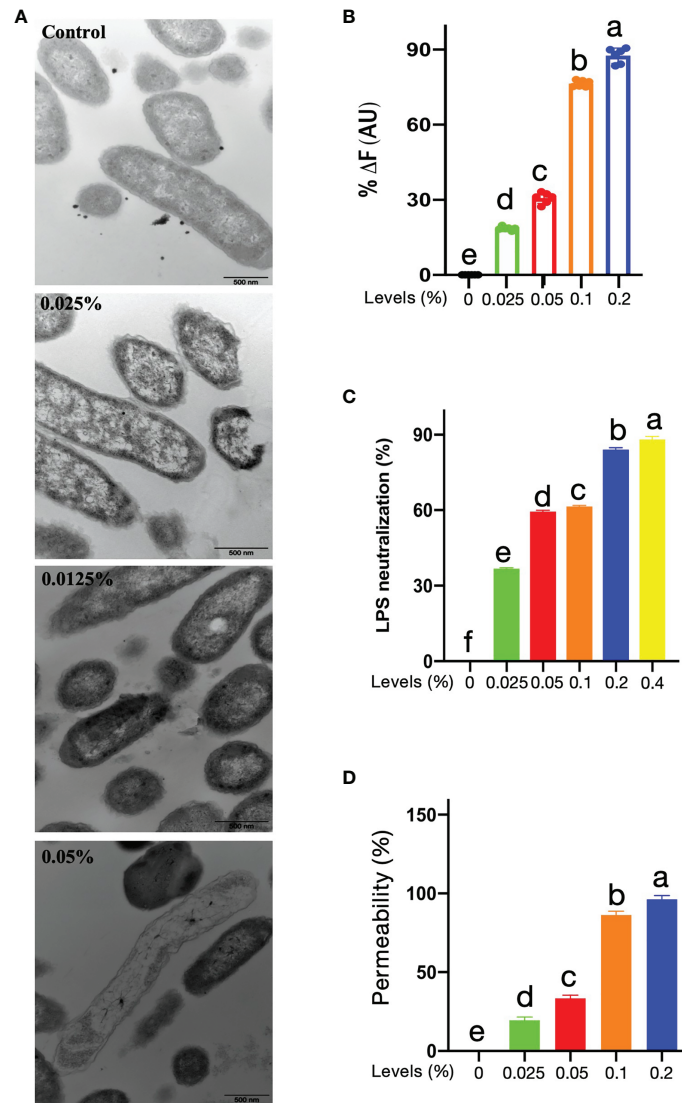 A
Control
500 nm
0.025%
500 nm
0.0125%
500 nm
0.05%
500 nm
B
% ΔF (AU)
90
60
30
0
e
d
c
b
a
Levels (%) 0 0.025 0.05 0.1 0.2
C
LPS neutralization (%)
90
60
30
0
f
e
d
c
b
a
Levels (%) 0 0.025 0.05 0.1 0.2 0.4
D
Permeability (%)
150
100
50
0
e
d
c
b
a
Levels (%) 0 0.025 0.05 0.1 0.2